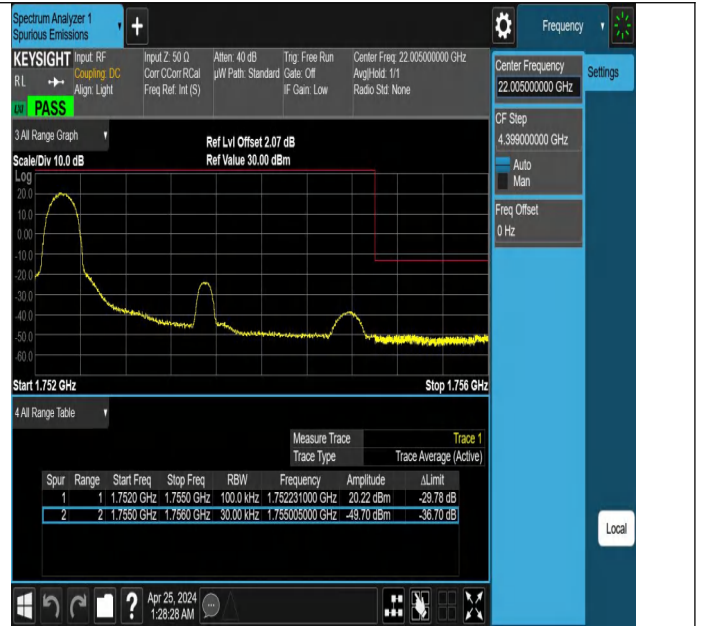 Spectrum Analyzer 1
Spurious Emissions
+
Frequency
KEYSIGHT
RL
PASS
Input: RF
Coupling: DC
Align: Light
Input Z: 50 Ω
Corr CCorr RCal
Freq Ref: Int (S)
Atten: 40 dB
µW Path: Standard
Trig: Free Run
Gate: Off
IF Gain: Low
Center Freq: 22.005000000 GHz
Avg|Hold: 1/1
Radio Std: None
Center Frequency
22.005000000 GHz
Settings
CF Step
4.399000000 GHz
Auto
Man
Freq Offset
0 Hz
3 All Range Graph
Scale/Div 10.0 dB
Ref Lvl Offset 2.07 dB
Ref Value 30.00 dBm
Log
20.0
10.0
0.00
-10.0
-20.0
-30.0
-40.0
-50.0
-60.0
Start 1.752 GHz
Stop 1.756 GHz
4 All Range Table
Measure Trace Trace 1
Trace Type Trace Average (Active)
Spur Range Start Freq Stop Freq RBW Frequency Amplitude ΔLimit
1 1 1.7520 GHz 1.7550 GHz 100.0 kHz 1.752231000 GHz 20.22 dBm -29.78 dB
2 2 1.7550 GHz 1.7560 GHz 30.00 kHz 1.755005000 GHz -49.70 dBm -36.70 dB
Local
?
Apr 25, 2024
1:28:28 AM